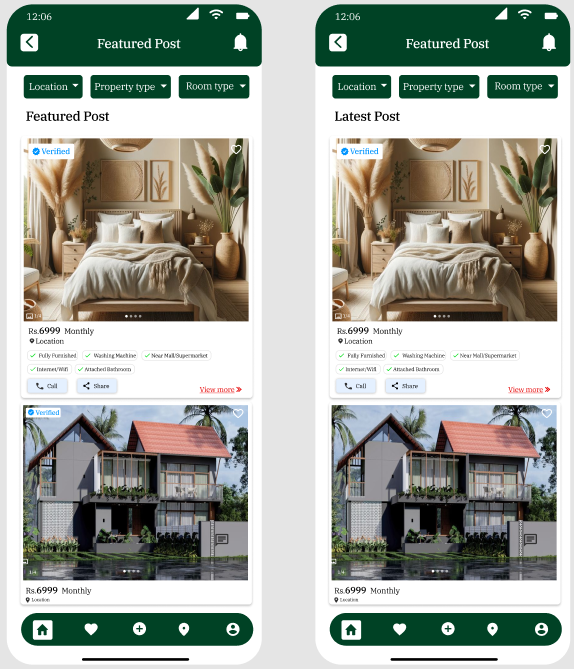 12:06
Featured Post
Location
Property type
Room type
Featured Post
Verified
1/4
Rs.6999 Monthly
Location
Fully Furnished
Washing Machine
Near Mall/Supermarket
Internet/Wifi
Attached Bathroom
Call
Share
View more
Verified
1/4
Rs.6999 Monthly
Location
12:06
Featured Post
Location
Property type
Room type
Latest Post
Verified
1/4
Rs.6999 Monthly
Location
Fully Furnished
Washing Machine
Near Mall/Supermarket
Internet/Wifi
Attached Bathroom
Call
Share
View more
1/4
Rs.6999 Monthly
Location